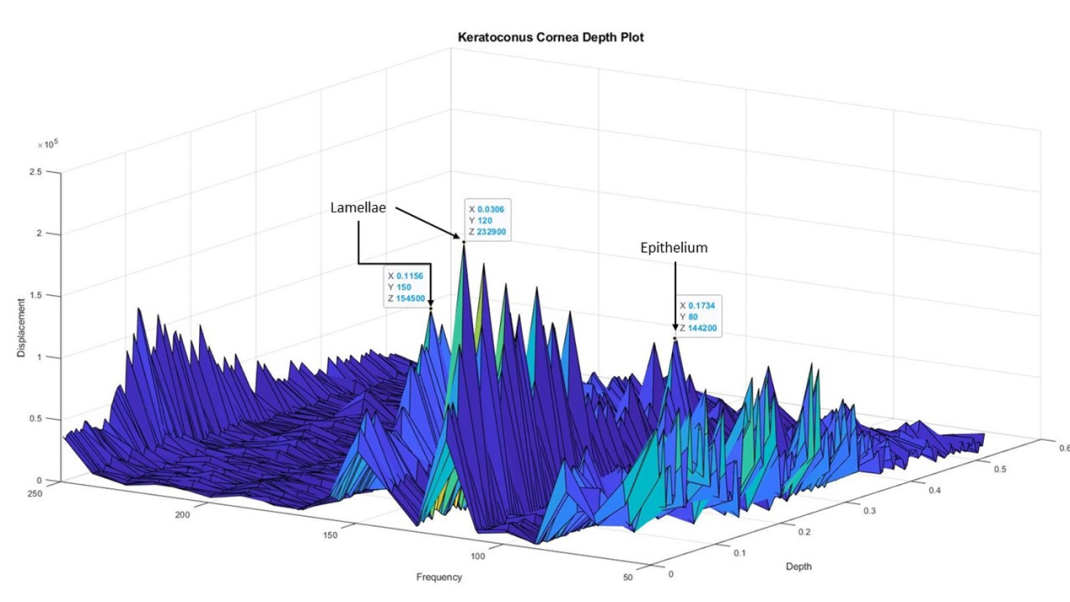 Keratoconus Cornea Depth Plot
×10⁵
2.5
2
1.5
1
0.5
0
Displacement
Lamellae
X 0.0306
Y 120
Z 232900
X 0.1156
Y 150
Z 154500
Epithelium
X 0.1734
Y 80
Z 144200
250
200
150
100
50
Frequency
0
0.1
0.2
0.3
0.4
0.5
0.6
Depth